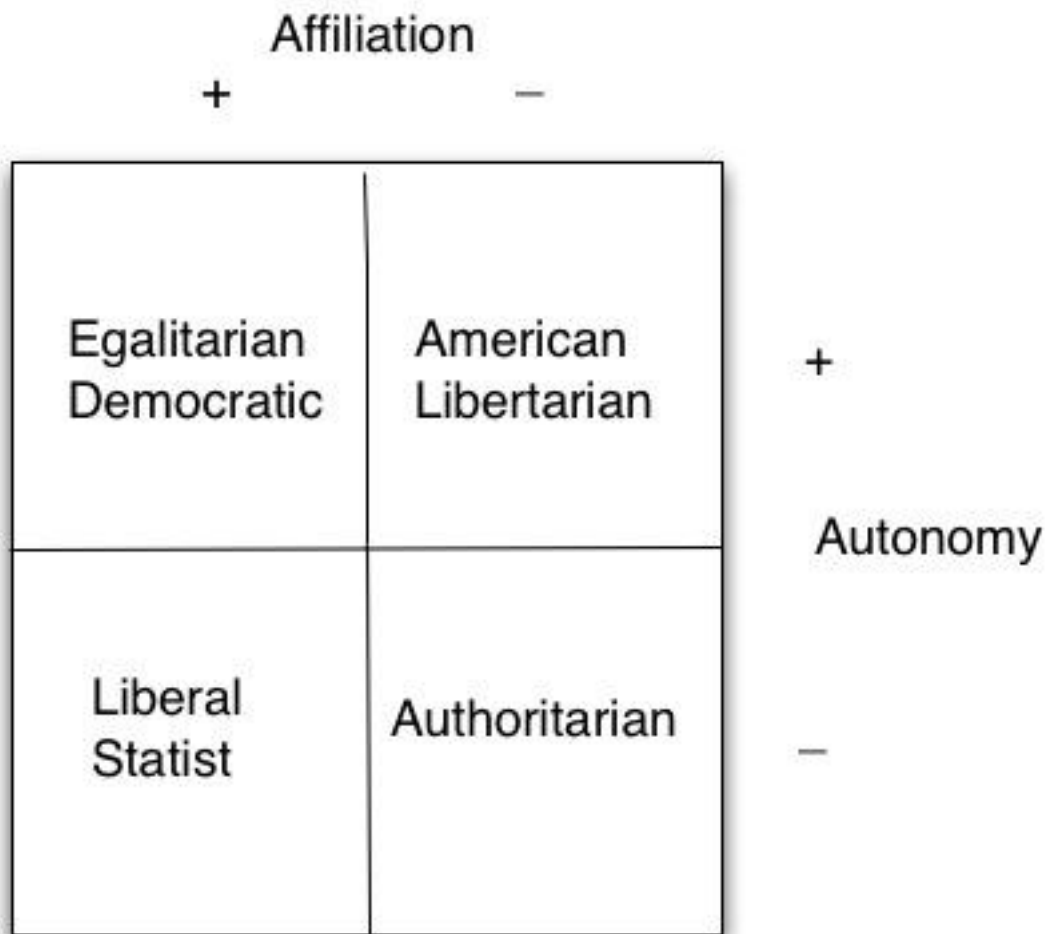 Affiliation
+ –
Egalitarian
Democratic
American
Libertarian
+
Autonomy
Liberal
Statist
Authoritarian
–